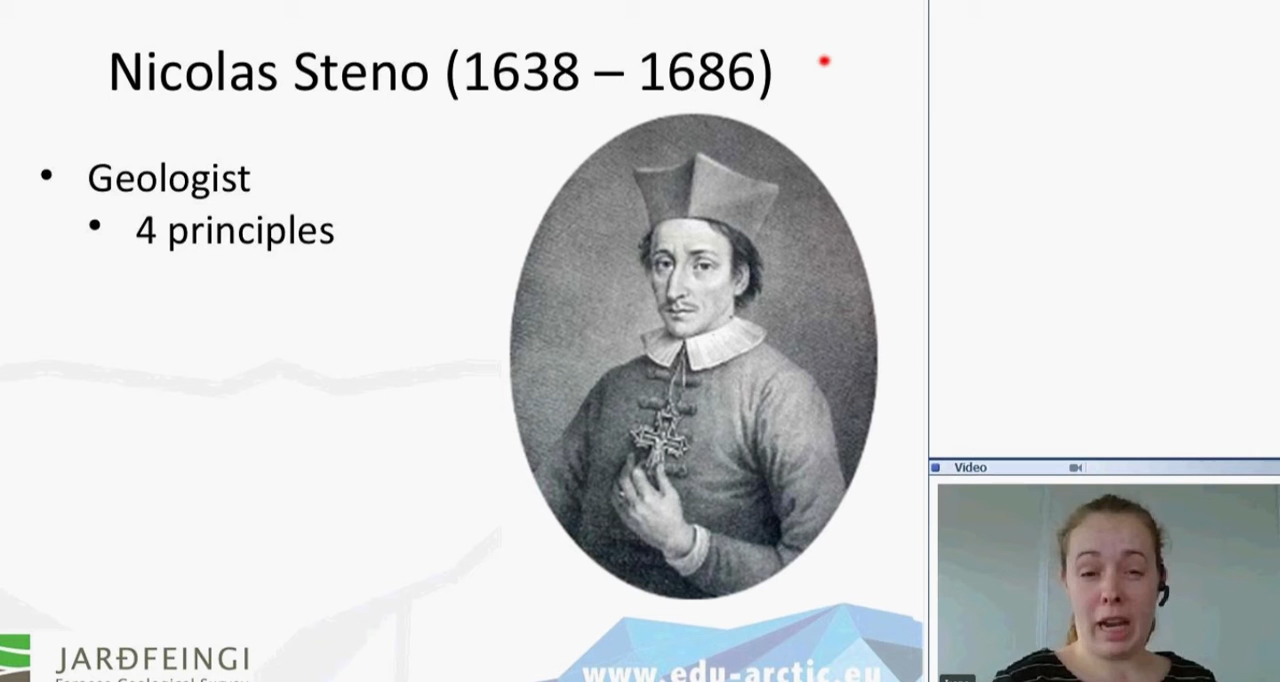 Nicolas Steno (1638 – 1686)
• Geologist
• 4 principles
Video
JARÐFEINGI
www.edu-arctic.eu